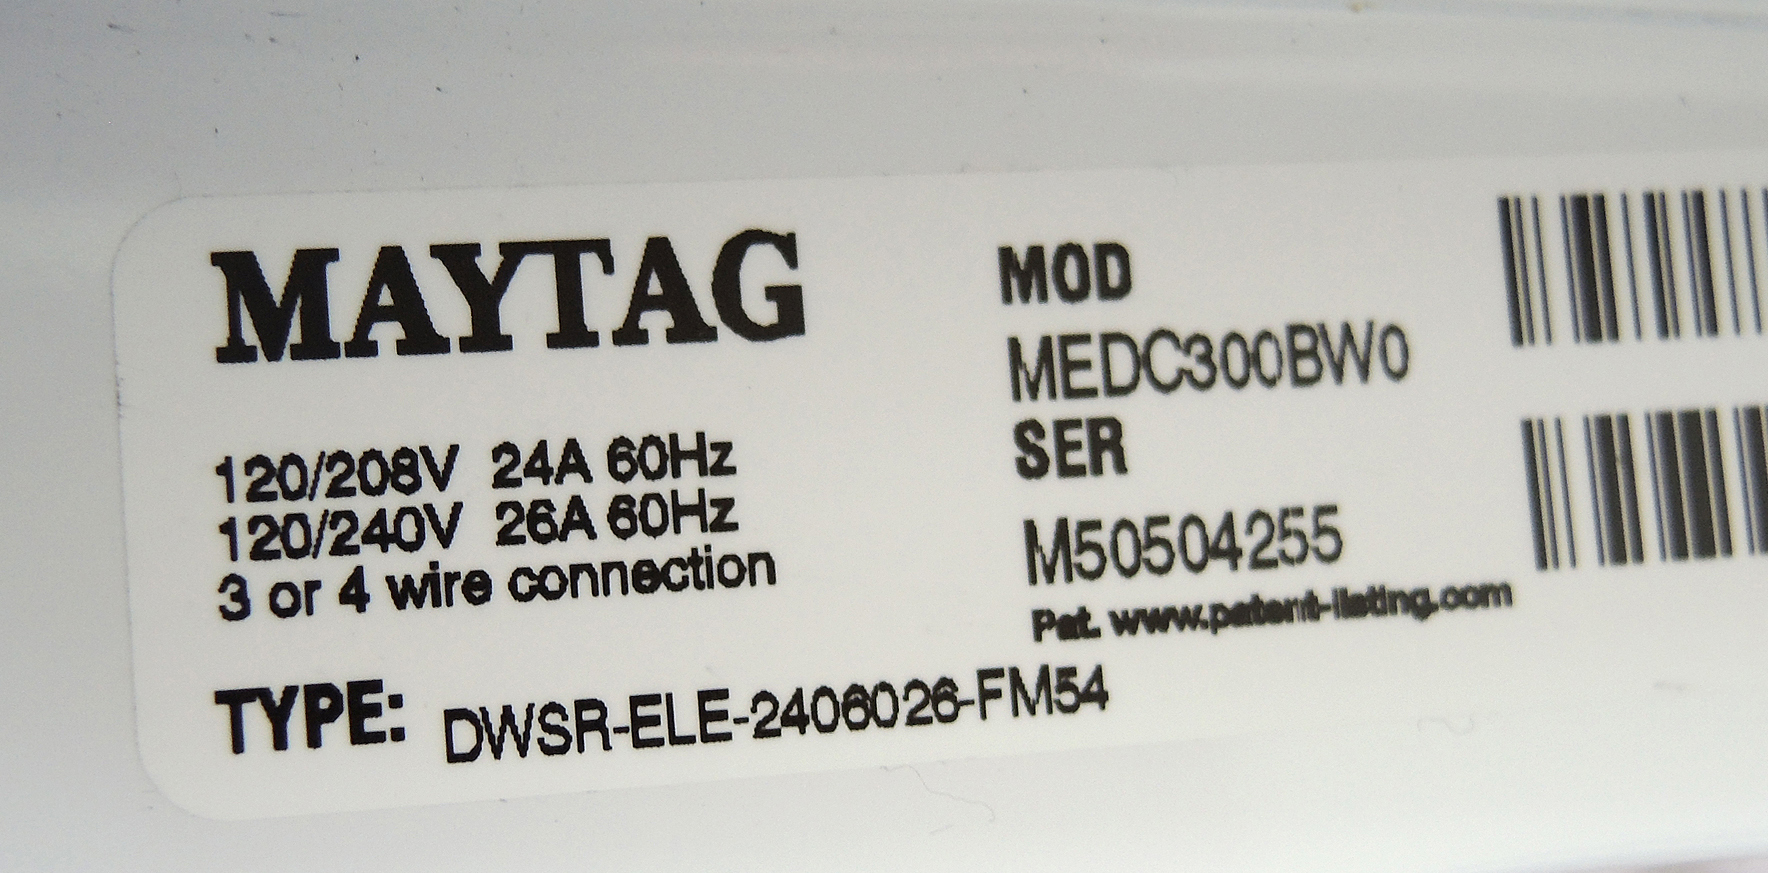 MAYTAG
120/208V 24A 60Hz
120/240V 26A 60Hz
3 or 4 wire connection
TYPE: DWSR-ELE-2406026-FM54
MOD
MEDC300BW0
SER
M50504255
Pat. www.patent-listing.com